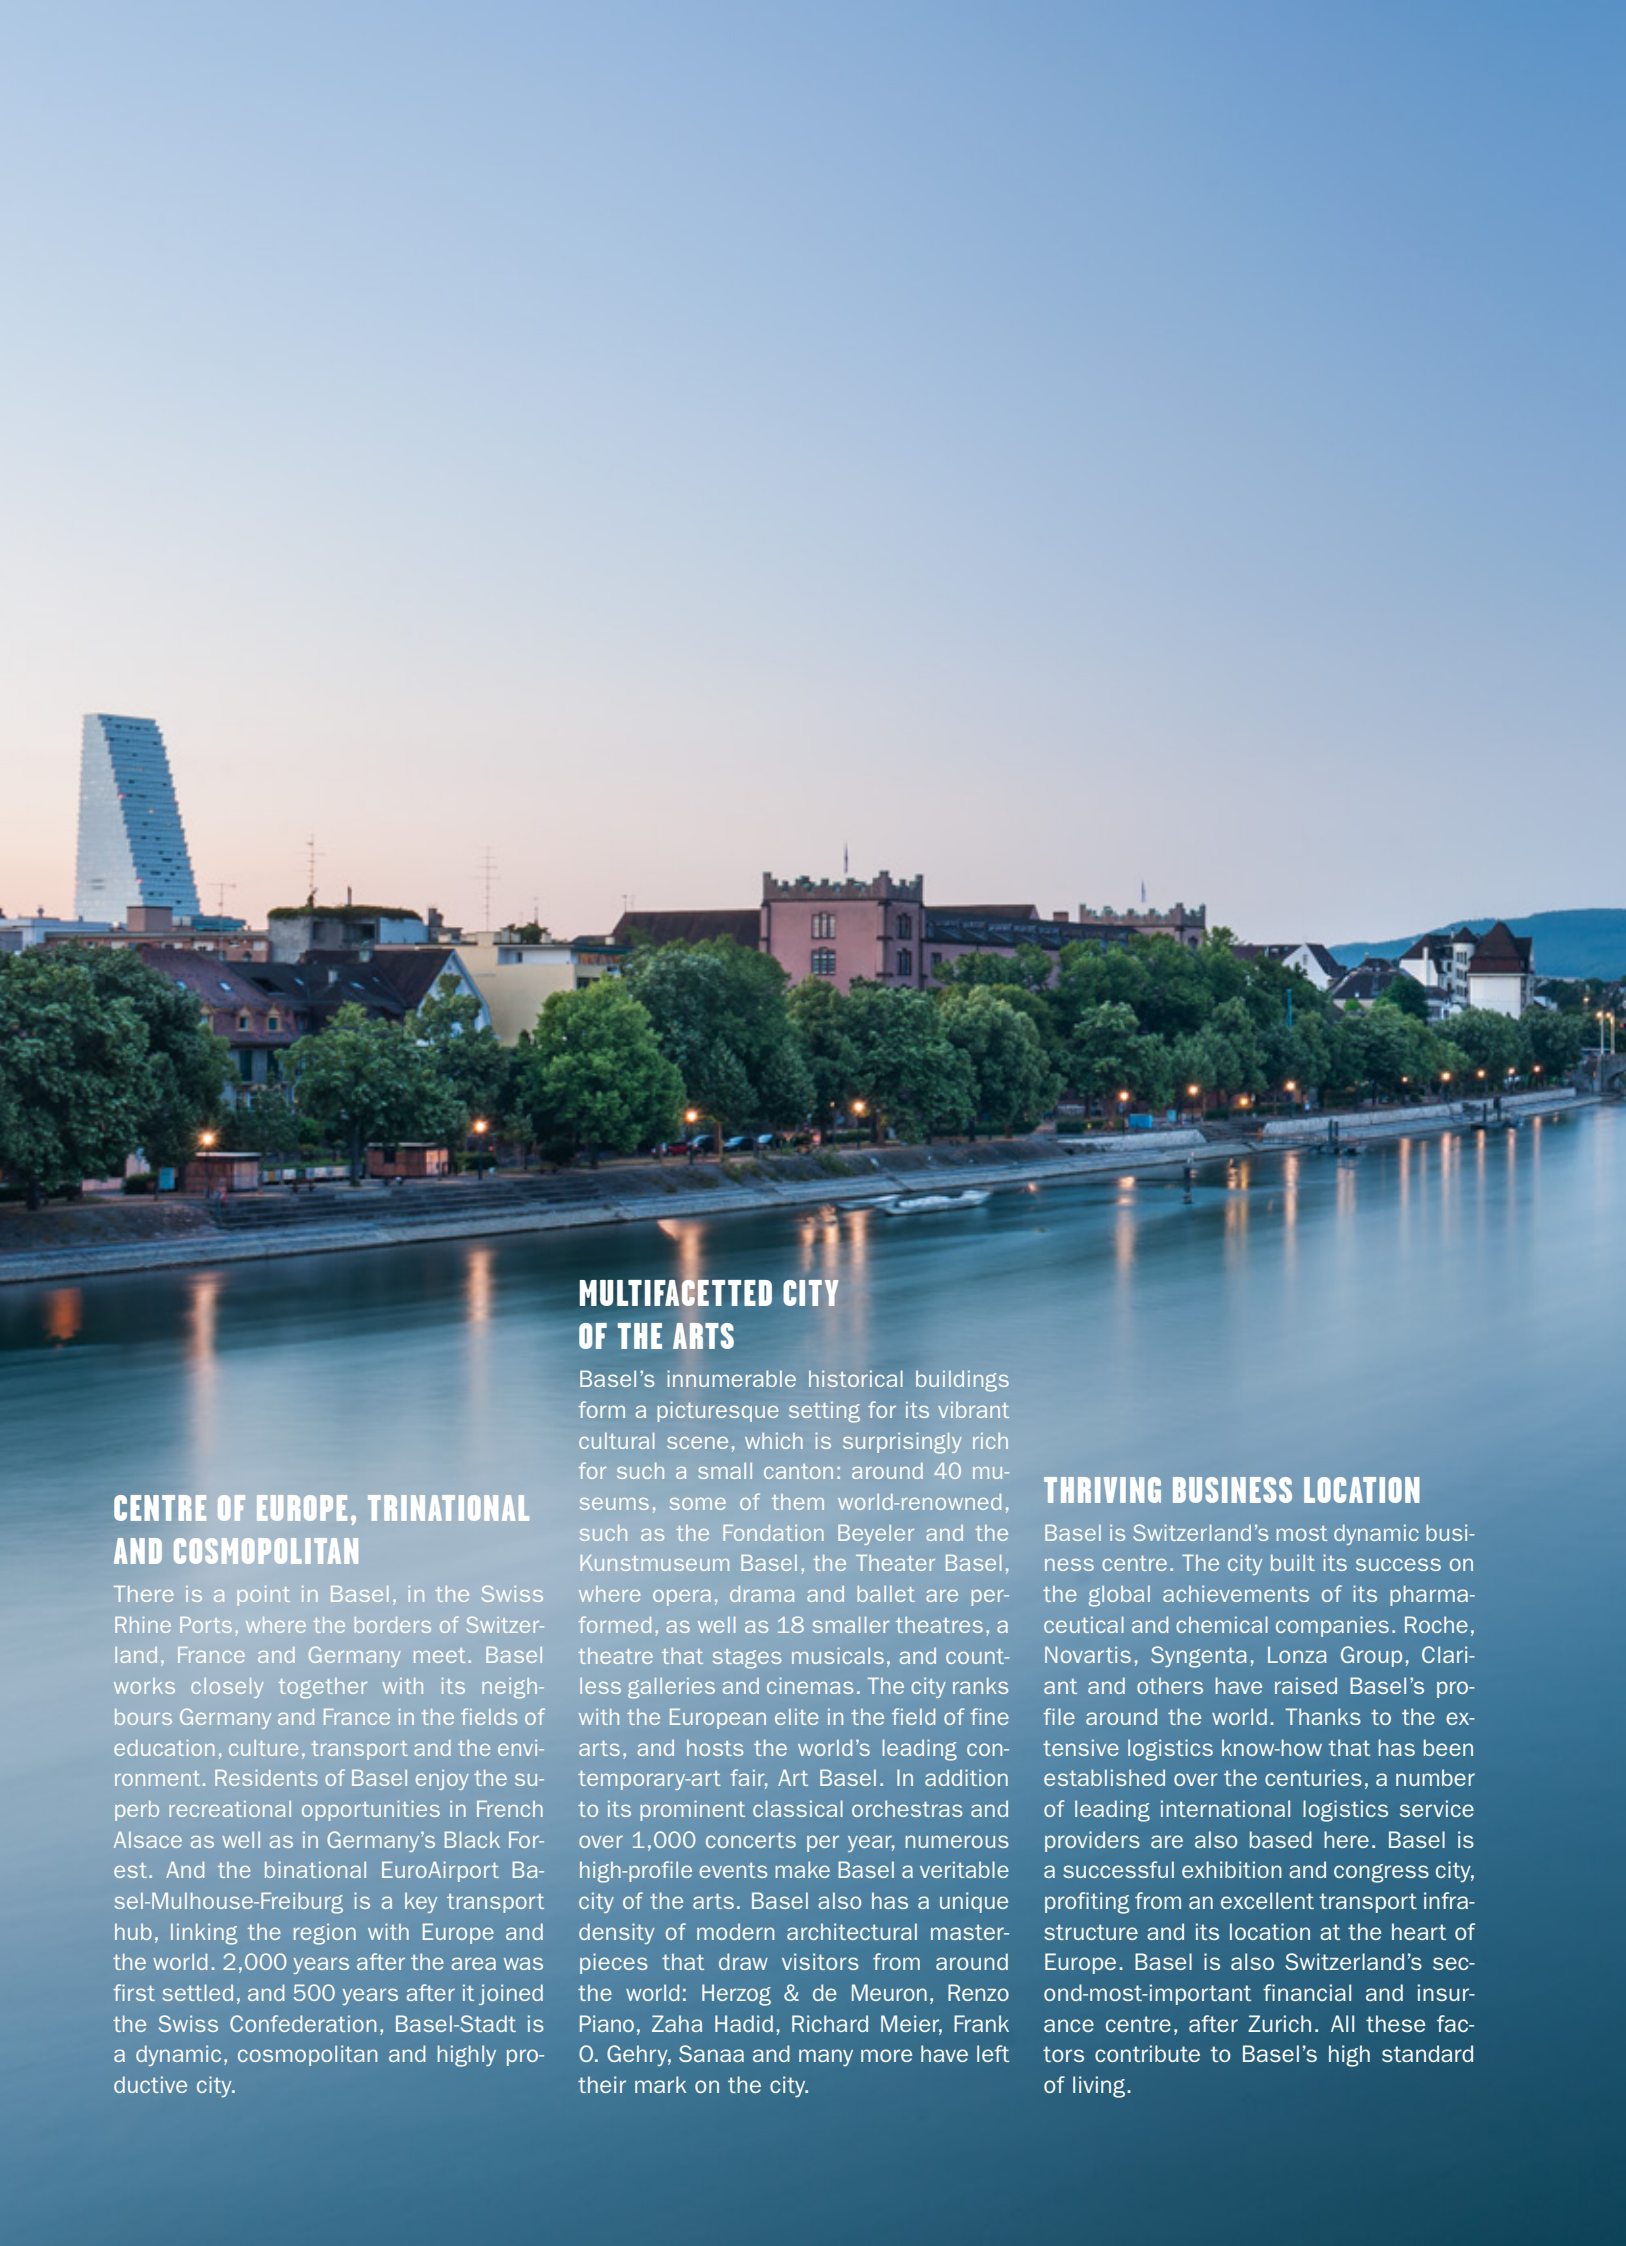 CENTRE OF EUROPE, TRINATIONAL
AND COSMOPOLITAN
There is a point in Basel, in the Swiss
Rhine Ports, where the borders of Switzer-
land, France and Germany meet. Basel
works closely together with its neigh-
bours Germany and France in the fields of
education, culture, transport and the envi-
ronment. Residents of Basel enjoy the su-
perb recreational opportunities in French
Alsace as well as in Germany’s Black For-
est. And the binational EuroAirport Ba-
sel-Mulhouse-Freiburg is a key transport
hub, linking the region with Europe and
the world. 2,000 years after the area was
first settled, and 500 years after it joined
the Swiss Confederation, Basel-Stadt is
a dynamic, cosmopolitan and highly pro-
ductive city.
MULTIFACETTED CITY
OF THE ARTS
Basel’s innumerable historical buildings
form a picturesque setting for its vibrant
cultural scene, which is surprisingly rich
for such a small canton: around 40 mu-
seums, some of them world-renowned,
such as the Fondation Beyeler and the
Kunstmuseum Basel, the Theater Basel,
where opera, drama and ballet are per-
formed, as well as 18 smaller theatres, a
theatre that stages musicals, and count-
less galleries and cinemas. The city ranks
with the European elite in the field of fine
arts, and hosts the world’s leading con-
temporary-art fair, Art Basel. In addition
to its prominent classical orchestras and
over 1,000 concerts per year, numerous
high-profile events make Basel a veritable
city of the arts. Basel also has a unique
density of modern architectural master-
pieces that draw visitors from around
the world: Herzog & de Meuron, Renzo
Piano, Zaha Hadid, Richard Meier, Frank
O. Gehry, Sanaa and many more have left
their mark on the city.
THRIVING BUSINESS LOCATION
Basel is Switzerland’s most dynamic busi-
ness centre. The city built its success on
the global achievements of its pharma-
ceutical and chemical companies. Roche,
Novartis, Syngenta, Lonza Group, Clari-
ant and others have raised Basel’s pro-
file around the world. Thanks to the ex-
tensive logistics know-how that has been
established over the centuries, a number
of leading international logistics service
providers are also based here. Basel is
a successful exhibition and congress city,
profiting from an excellent transport infra-
structure and its location at the heart of
Europe. Basel is also Switzerland’s sec-
ond-most-important financial and insur-
ance centre, after Zurich. All these fac-
tors contribute to Basel’s high standard
of living.